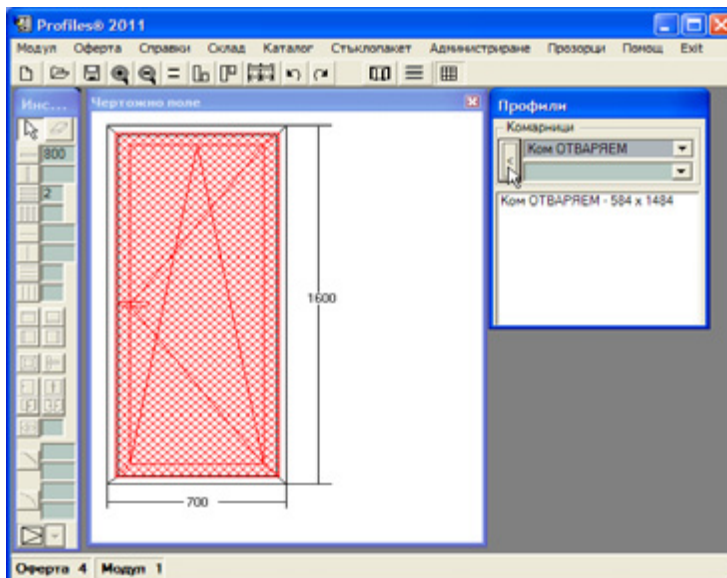 Profiles® 2011
Модул Оферта Справки Склад Каталог Стъклопакет Администриране Прозорци Помощ Exit
Инс...
Чертожно поле
Профили
Комарници
Ком ОТВАРЯЕМ
<
Ком ОТВАРЯЕМ - 584 x 1484
800
2
1600
700
Оферта 4 Модул 1